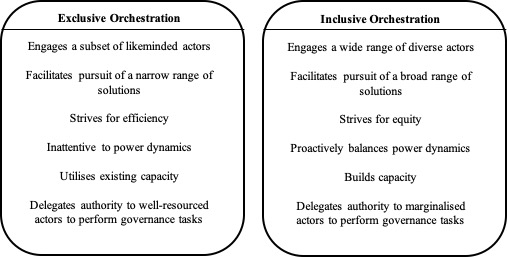 Exclusive Orchestration
Engages a subset of likeminded actors
Facilitates pursuit of a narrow range of
solutions
Strives for efficiency
Inattentive to power dynamics
Utilises existing capacity
Delegates authority to well-resourced
actors to perform governance tasks
Inclusive Orchestration
Engages a wide range of diverse actors
Facilitates pursuit of a broad range of
solutions
Strives for equity
Proactively balances power dynamics
Builds capacity
Delegates authority to marginalised
actors to perform governance tasks